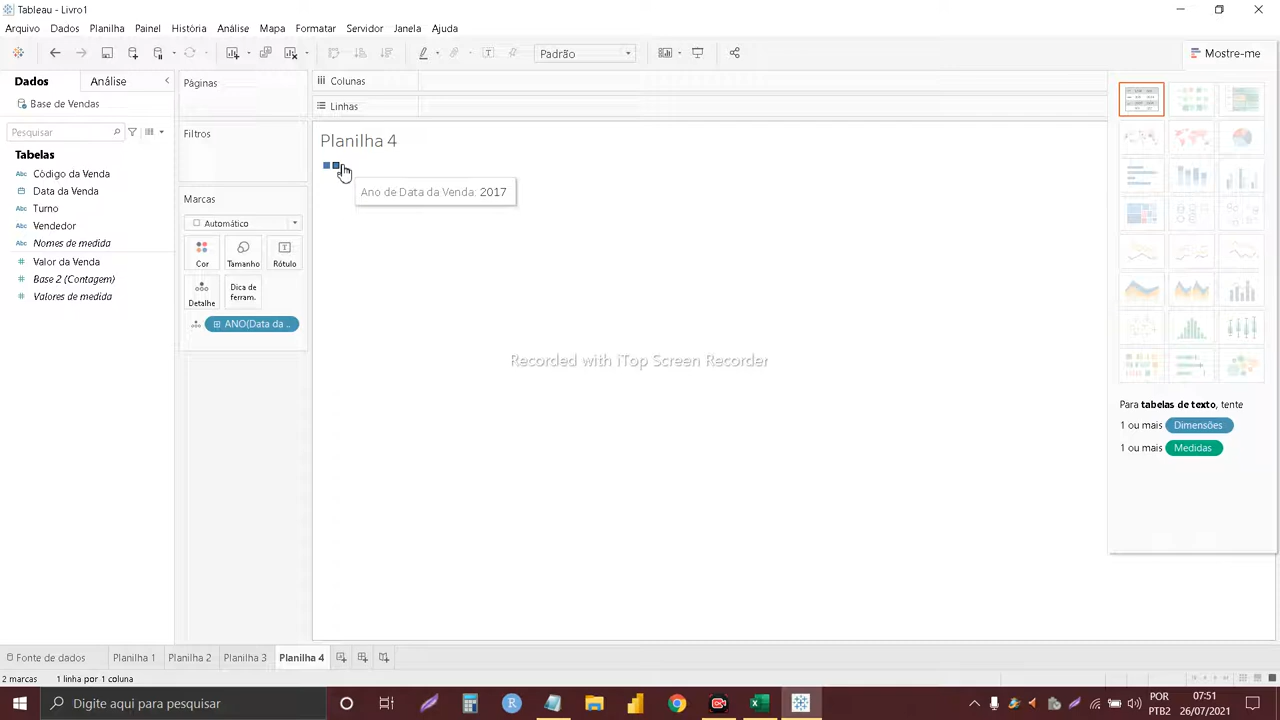 Tableau - Livro1
Arquivo Dados Planilha Painel História Análise Mapa Formatar Servidor Janela Ajuda
Padrão
Mostre-me
Dados Análise
Base de Vendas
Pesquisar
Tabelas
Abc Código da Venda
Data da Venda
Abc Turno
Abc Vendedor
Abc Nomes de medida
# Valor da Venda
# Base 2 (Contagem)
# Valores de medida
Páginas
Filtros
Marcas
Automático
Cor Tamanho Rótulo
Detalhe Dica de ferram.
ANO(Data da ..
Colunas
Linhas
Planilha 4
Ano de Data da Venda: 2017
Recorded with iTop Screen Recorder
Para tabelas de texto, tente
1 ou mais Dimensões
1 ou mais Medidas
Fonte de dados Planilha 1 Planilha 2 Planilha 3 Planilha 4
2 marcas 1 linha por 1 coluna
Digite aqui para pesquisar
POR 07:51
PTB2 26/07/2021